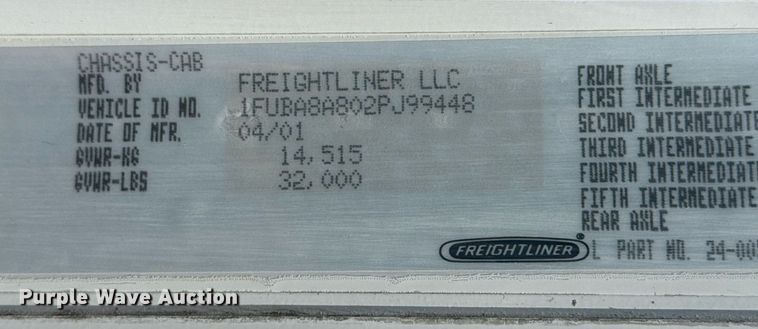 CHASSIS-CAB
MFD. BY FREIGHTLINER LLC
VEHICLE ID NO. 1FUBA8A802PJ99448
DATE OF MFR. 04/01
GVWR-KG 14,515
GVWR-LBS 32,000
FRONT AXLE
FIRST INTERMEDIATE
SECOND INTERMEDIATE
THIRD INTERMEDIATE
FOURTH INTERMEDIATE
FIFTH INTERMEDIATE
REAR AXLE
FREIGHTLINER®
L PART NO. 24-00
Purple Wave Auction